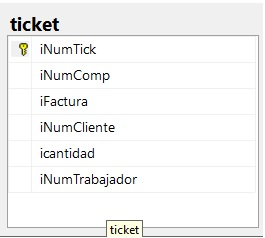 ticket
iNumTick
iNumComp
iFactura
iNumCliente
icantidad
iNumTrabajador
ticket